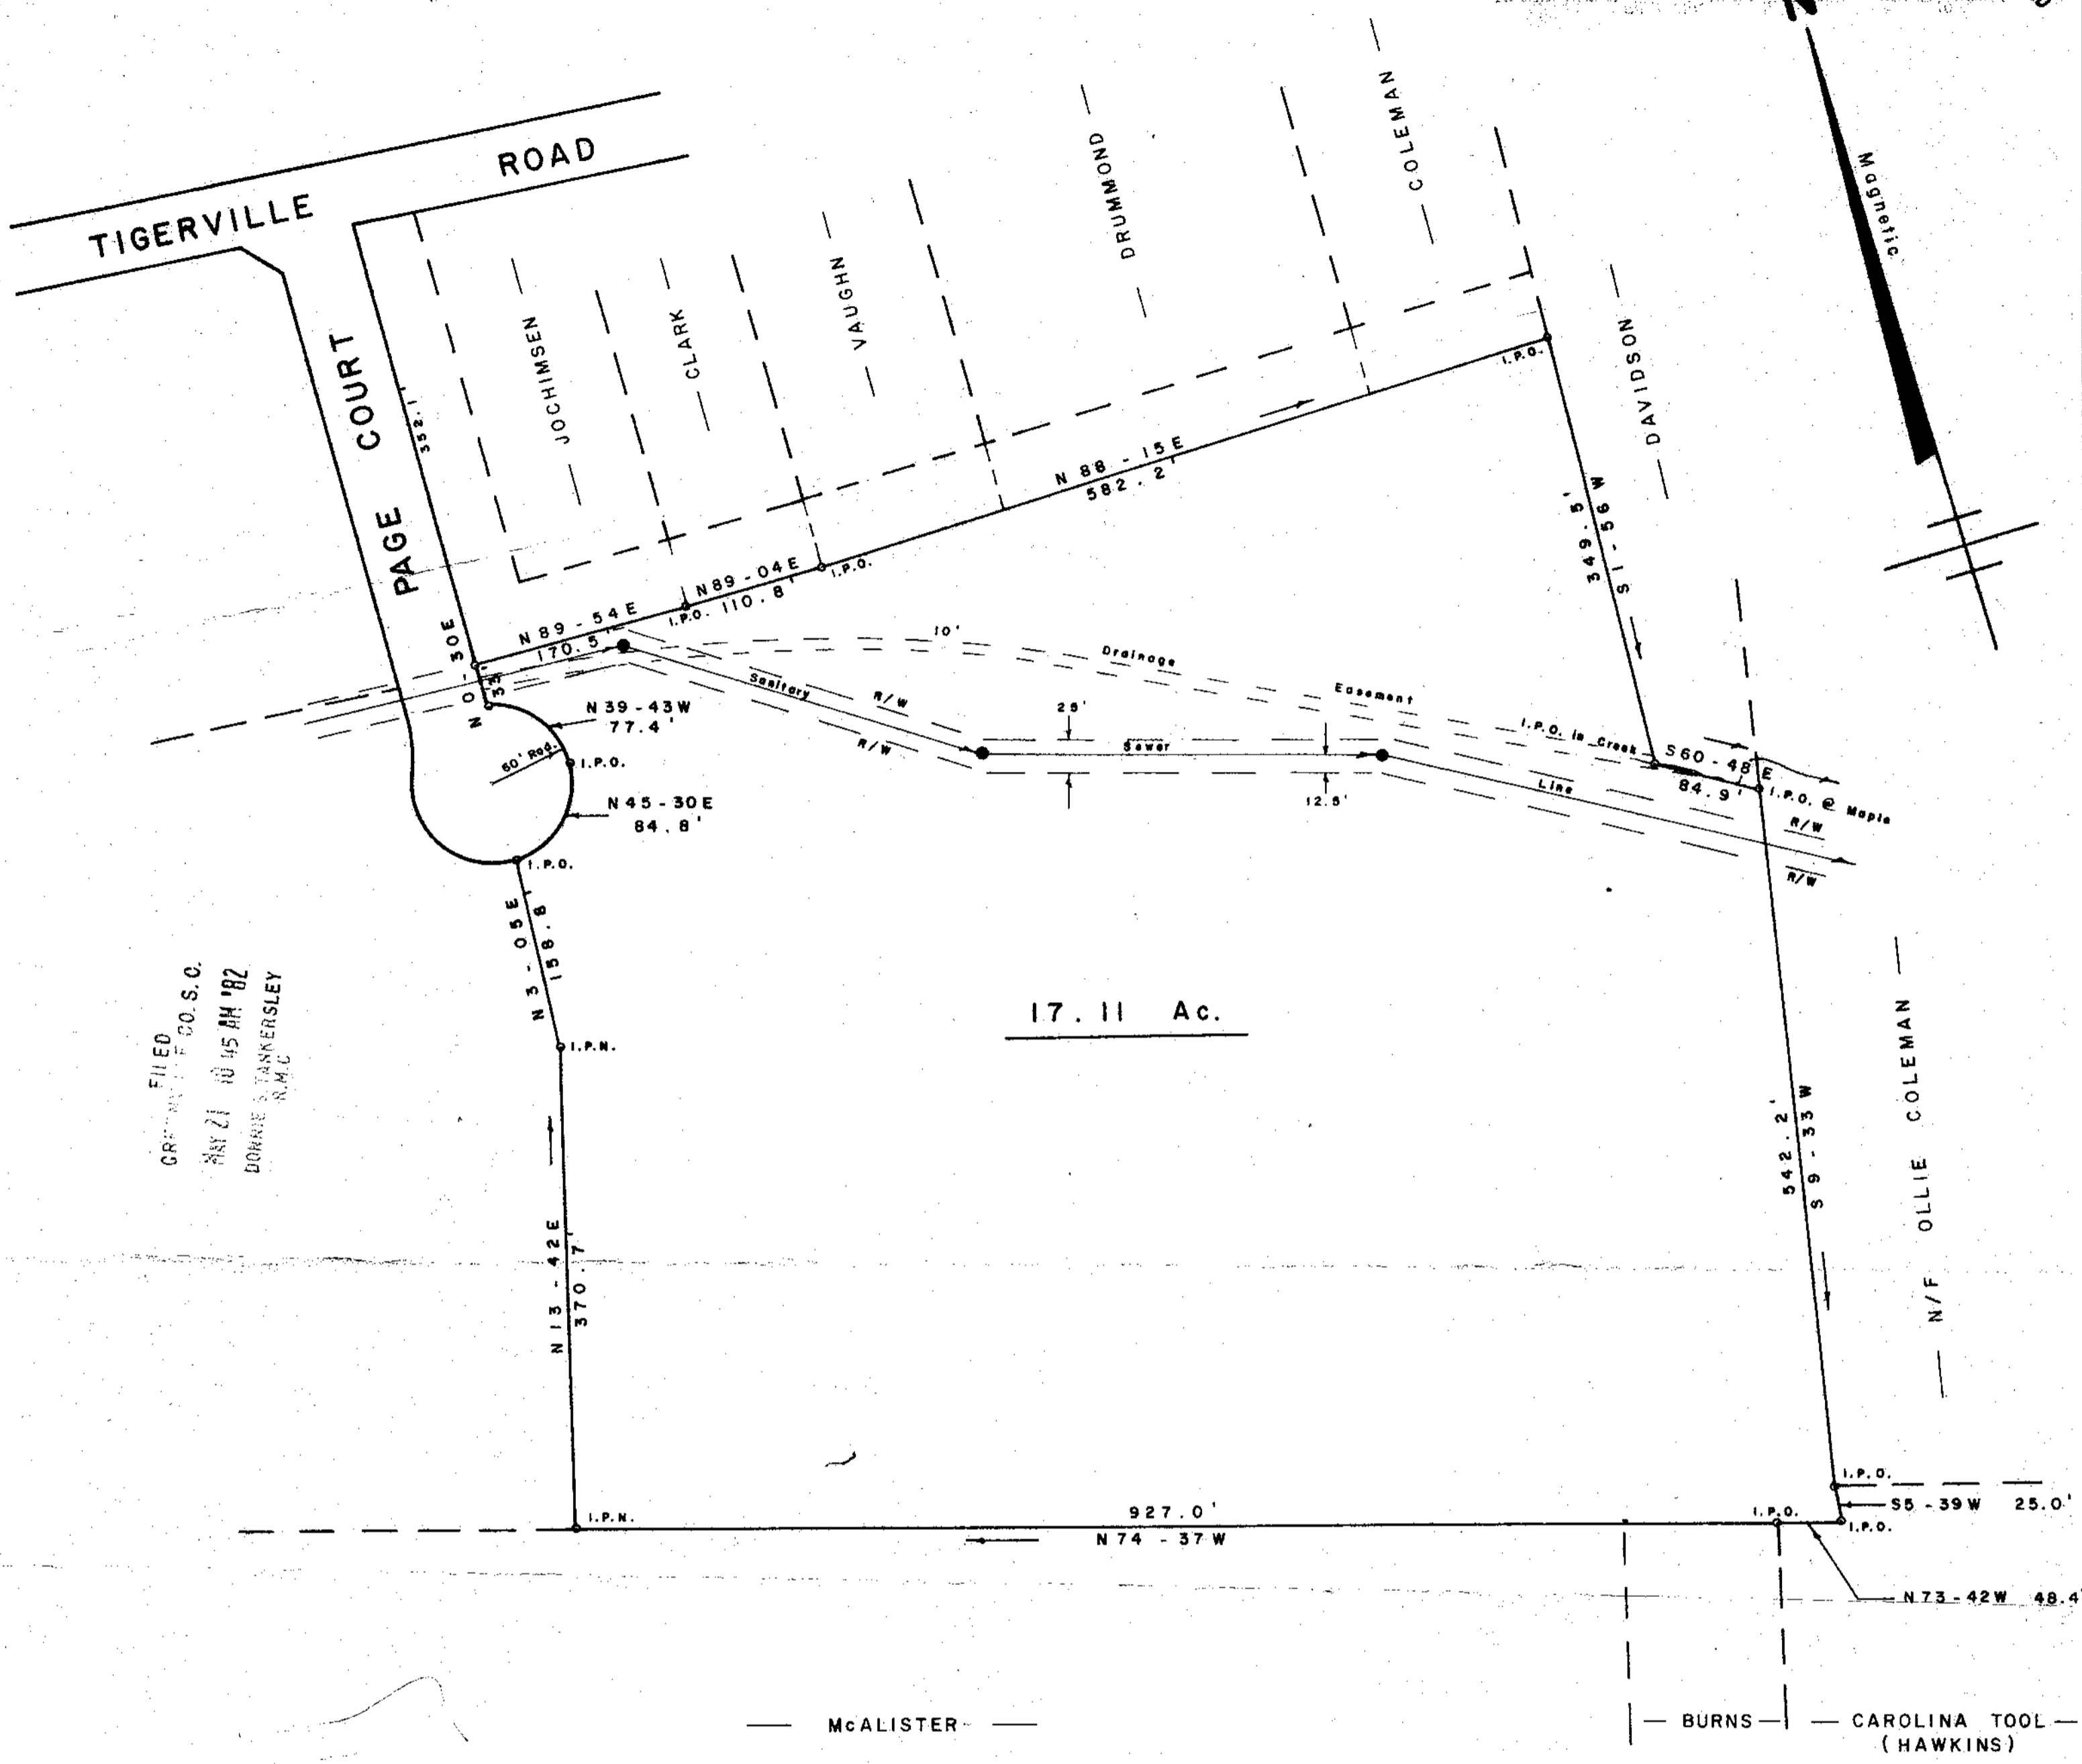 N
Magnetic
TIGERVILLE ROAD
PAGE COURT
352.1'
JOCHIMSEN
CLARK
VAUGHN
DRUMMOND
COLEMAN
DAVIDSON
N 0 - 30E
33'
N 89 - 54 E
170.5'
I.P.O.
N 89 - 04 E
110.8'
I.P.O.
N 88 - 15 E
582.2'
I.P.O.
349.5'
S 1 - 56 W
10'
Drainage
Easement
Sanitary
R/W
R/W
25'
Sewer
12.5'
Line
I.P.O. in Creek
S 60 - 48 E
84.9'
I.P.O. @ Maple
R/W
R/W
N 39 - 43 W
77.4'
60' Rad.
I.P.O.
N 45 - 30 E
84.8'
I.P.O.
N 3 - 05 E
158.8'
I.P.N.
17.11 Ac.
FILED
CO. S. C.
MAY 21 10 45 AM '82
DONNIE S. TANKERSLEY
R.M.C
N 13 - 42 E
370.7'
I.P.N.
542.2'
S 9 - 33 W
N/F OLLIE COLEMAN
I.P.O.
S5 - 39W 25.0'
I.P.O.
I.P.O.
927.0'
N 74 - 37 W
N 73 - 42 W 48.4'
McALISTER
BURNS
CAROLINA TOOL
(HAWKINS)